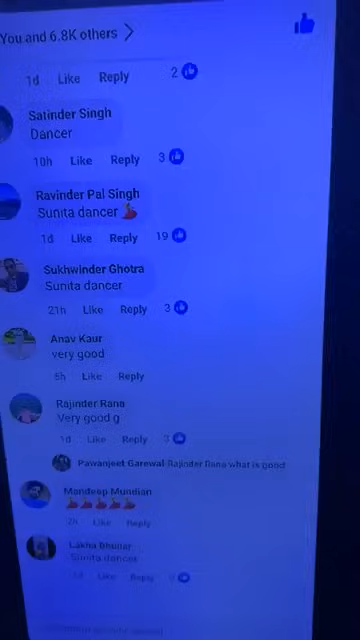 You and 6.8K others
1d Like Reply 2
Satinder Singh
Dancer
10h Like Reply 3
Ravinder Pal Singh
Sunita dancer 💃
1d Like Reply 19
Sukhwinder Ghotra
Sunita dancer
21h Like Reply 3
Anav Kaur
very good
5h Like Reply
Rajinder Rana
Very good g
1d Like Reply 3
Pawanjeet Garewal Rajinder Rana what is good
Mandeep Mundian
💃💃💃💃💃
2h Like Reply
Lakha Bhullar
Sunita dancer
1d Like Reply